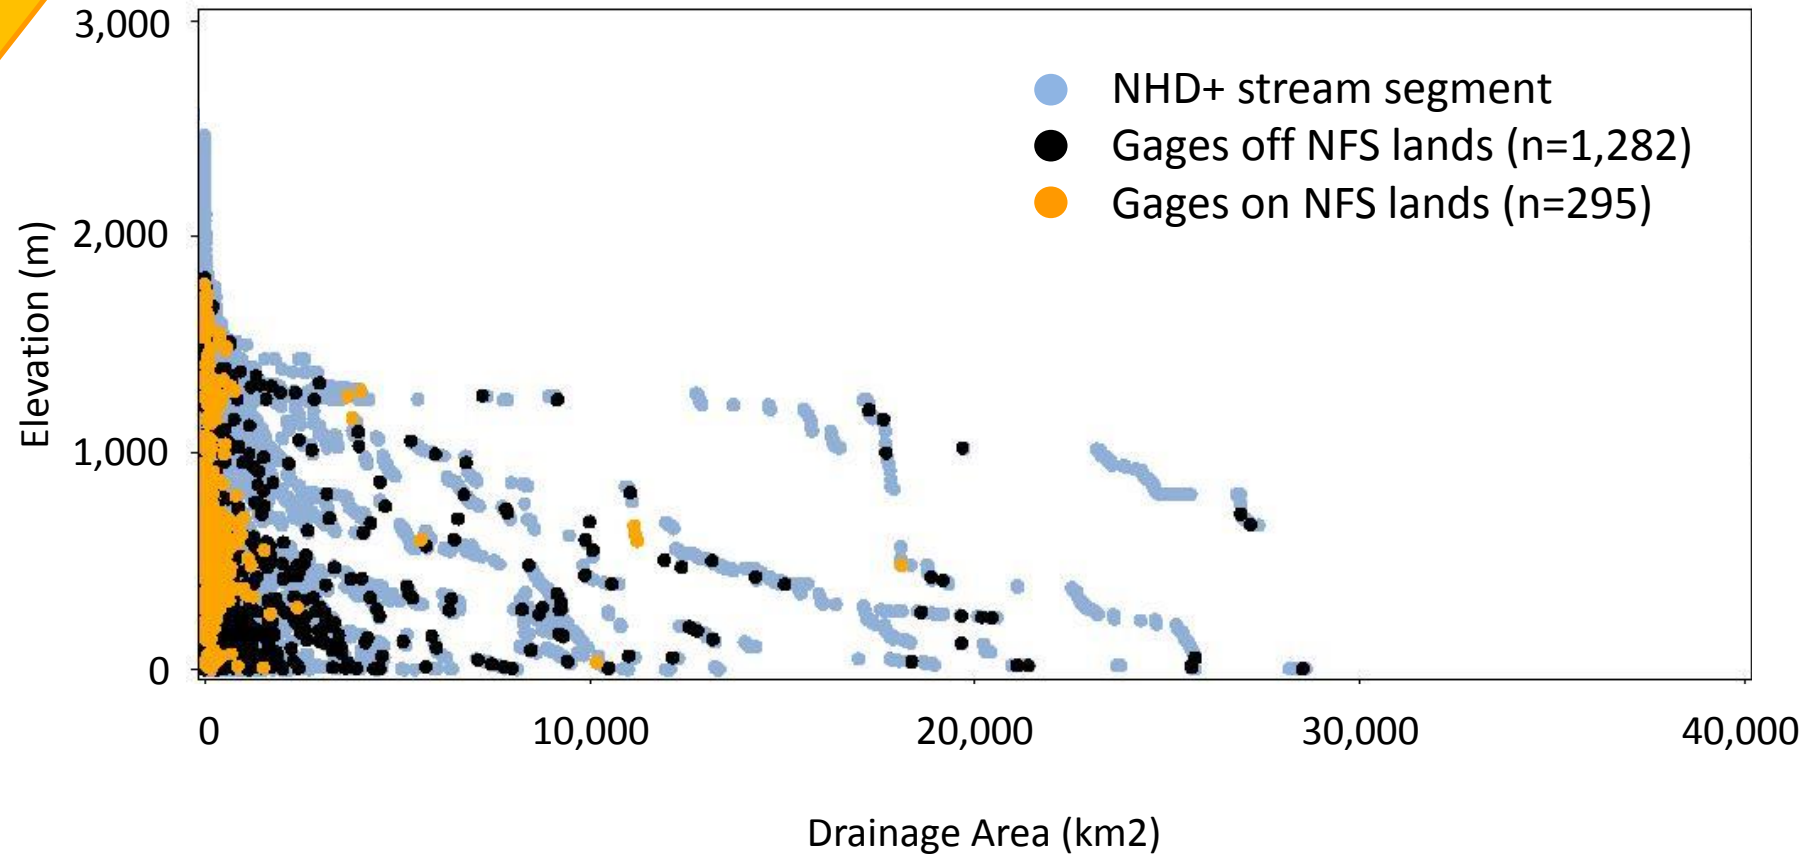 3,000
2,000
1,000
0
Elevation (m)
NHD+ stream segment
Gages off NFS lands (n=1,282)
Gages on NFS lands (n=295)
0
10,000
20,000
30,000
40,000
Drainage Area (km2)